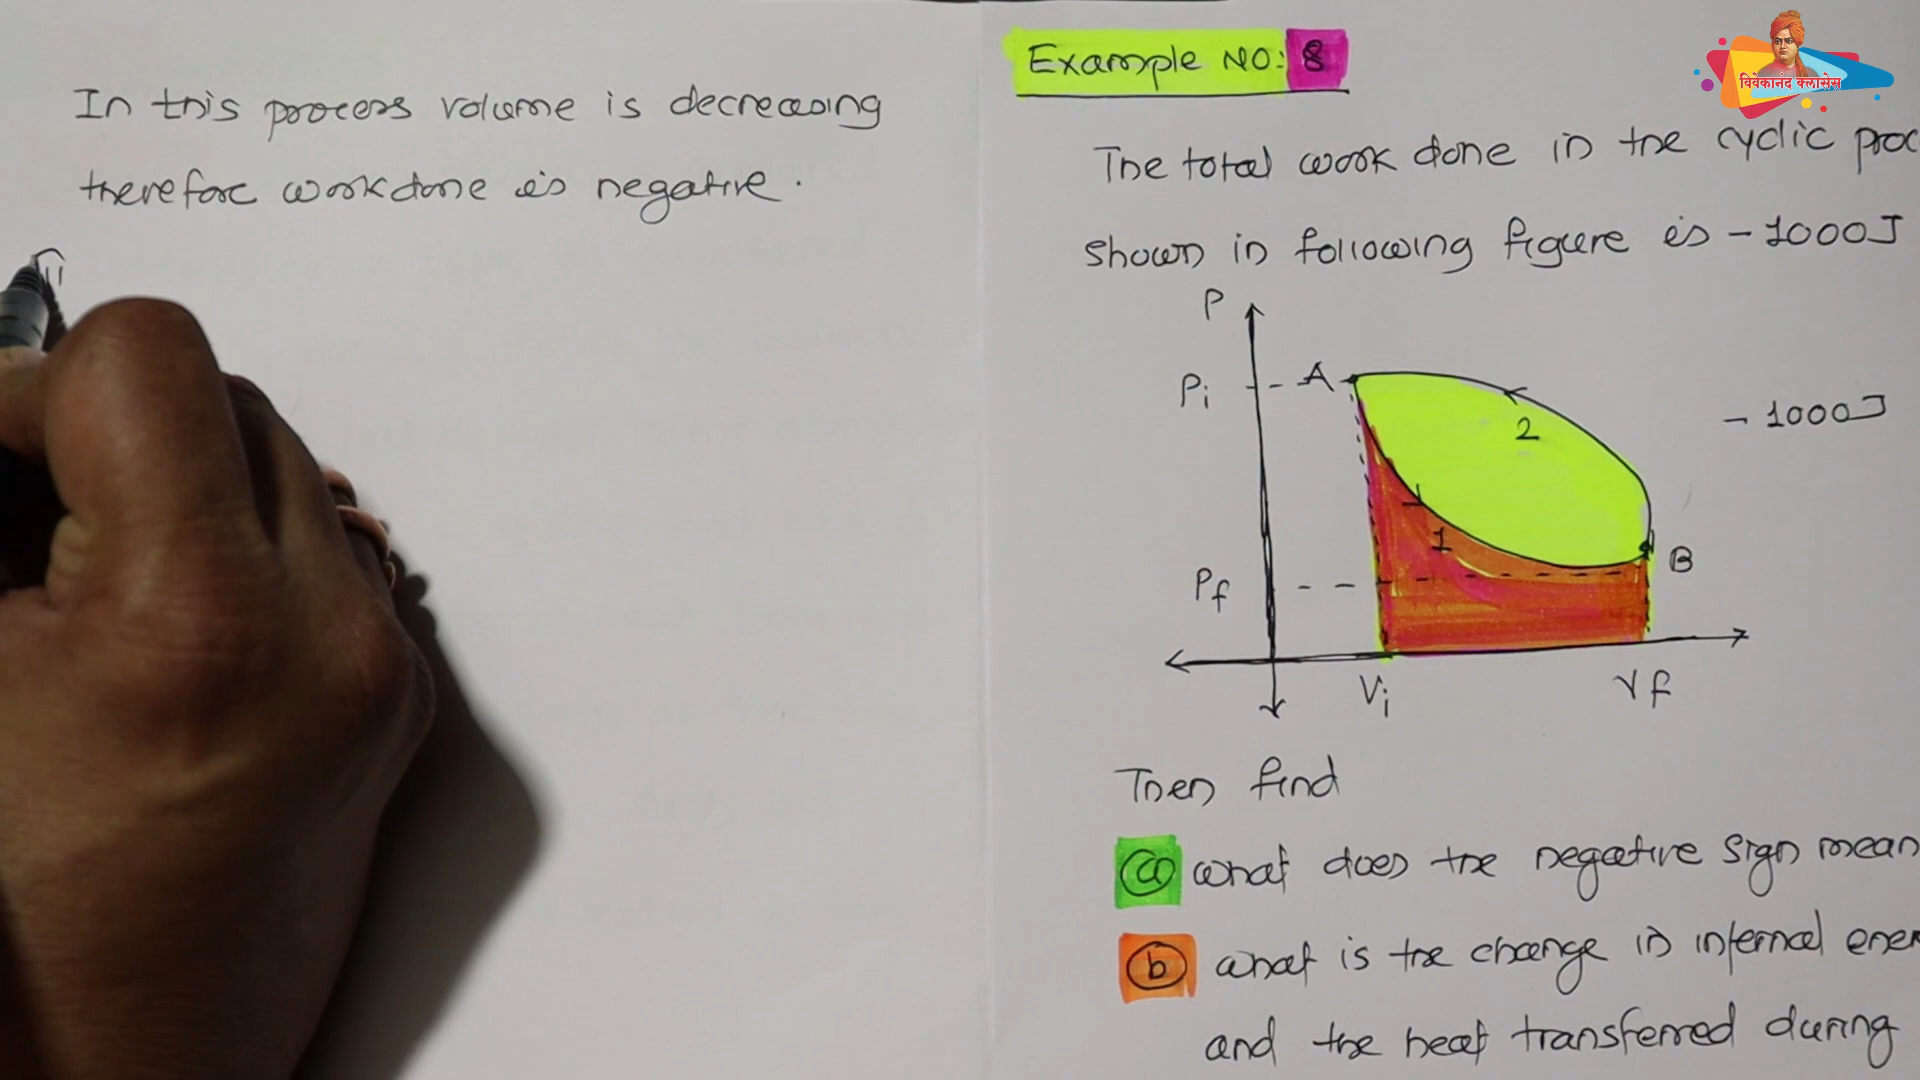 In this process volume is decreasing
therefore workdone is negative.
Example NO: 8
The total work done in the cyclic proc
shown in following figure is - 1000J
P
Pi
A
2
- 1000J
1
B
Pf
Vi
Vf
Then find
(a) what does the negative sign mean
(b) what is the change in internal ener
and the heat transferred during
विवेकानंद क्लासेस